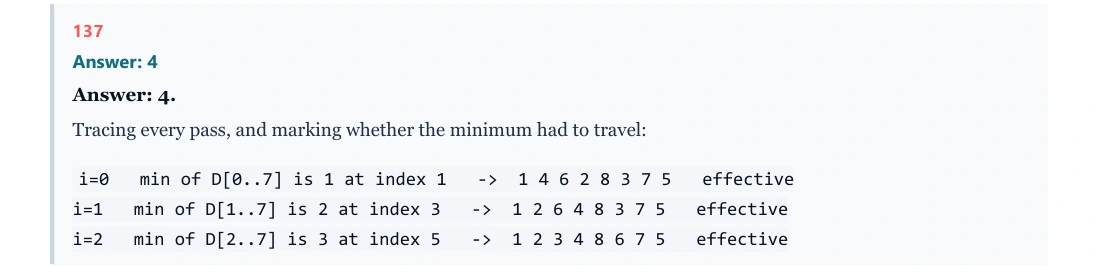 137
Answer: 4
Answer: 4.
Tracing every pass, and marking whether the minimum had to travel:
i=0   min of D[0..7] is 1 at index 1   ->  1 4 6 2 8 3 7 5   effective
i=1   min of D[1..7] is 2 at index 3   ->  1 2 6 4 8 3 7 5   effective
i=2   min of D[2..7] is 3 at index 5   ->  1 2 3 4 8 6 7 5   effective